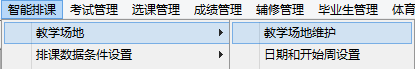 智能排课 考试管理 选课管理 成绩管理 辅修管理 毕业生管理 体育
教学场地 教学场地维护
排课数据条件设置 日期和开始周设置